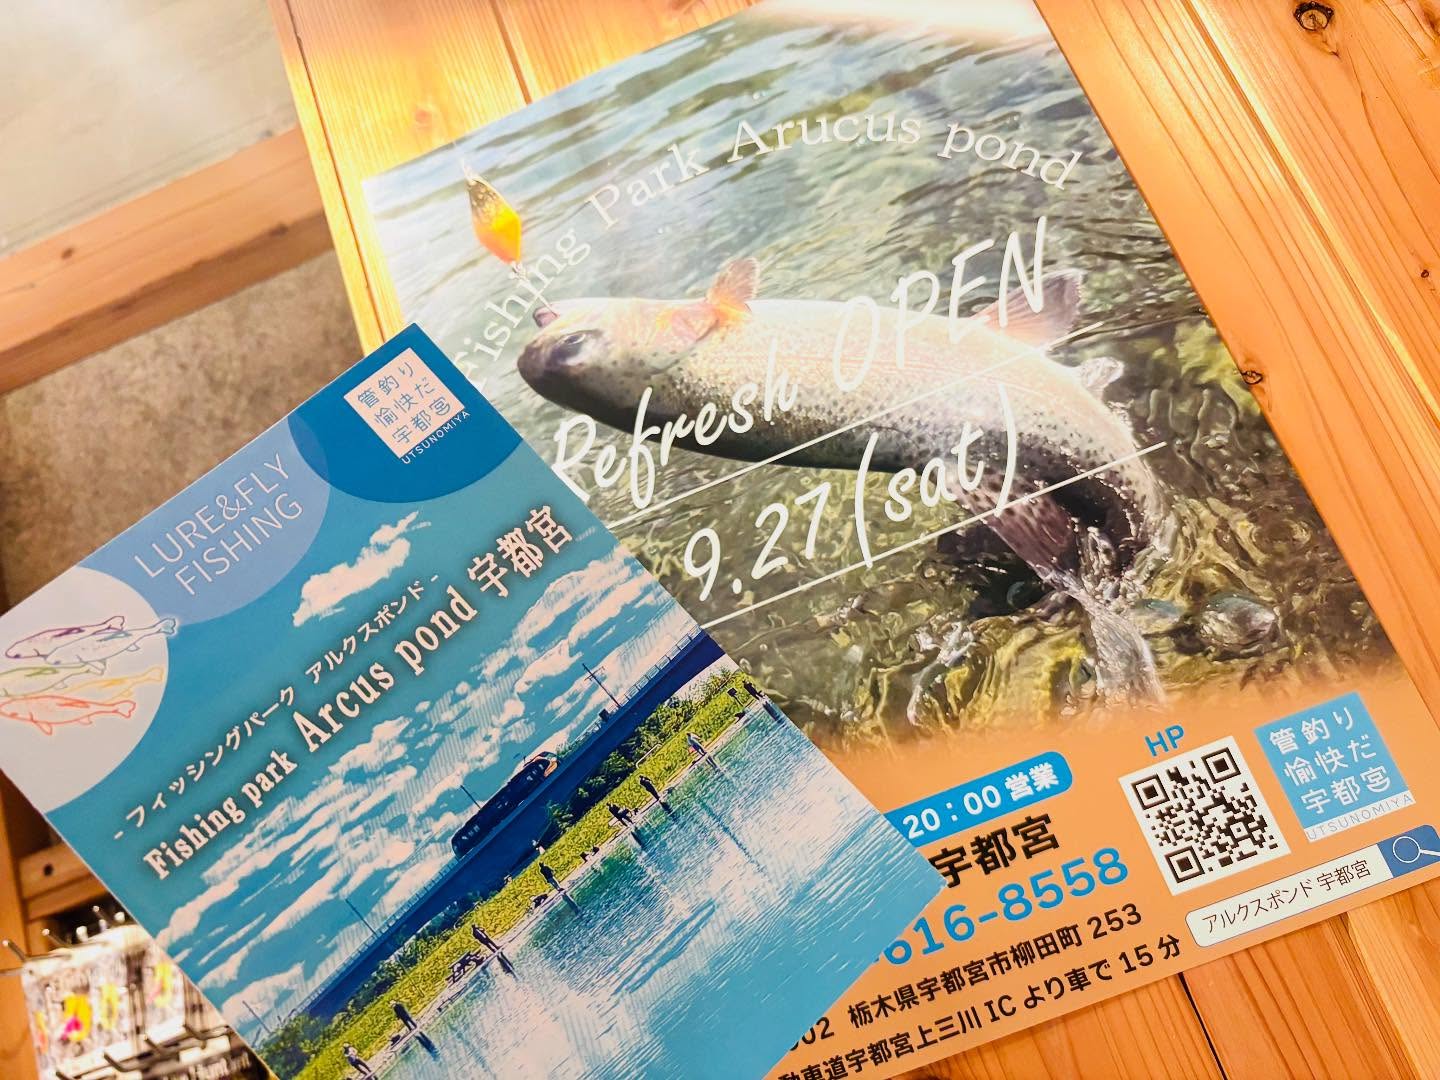 Fishing Park Arucus pond
Refresh OPEN
9.27(sat)
管釣り
愉快だ
宇都宮
UTSUNOMIYA
LURE&FLY
FISHING
- フィッシングパーク アルクスポンド -
Fishing park Arcus pond 宇都宮
20:00 営業
宇都宮
616-8558
栃木県宇都宮市柳田町 253
動車道宇都宮上三川 IC より車で 15 分
HP
管釣り
愉快だ
宇都宮
UTSUNOMIYA
アルクスポンド 宇都宮